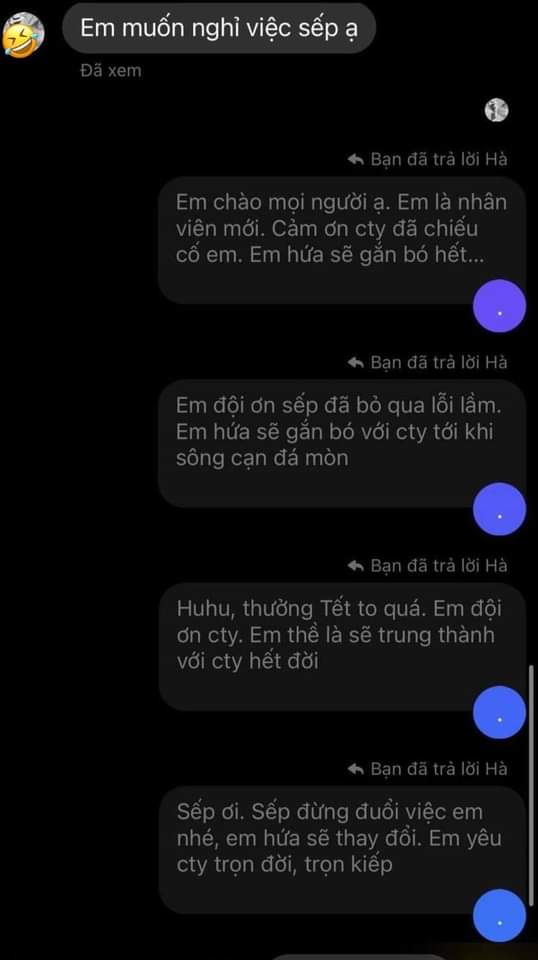 Em muốn nghỉ việc sếp ạ
Đã xem
Bạn đã trả lời Hà
Em chào mọi người ạ. Em là nhân
viên mới. Cảm ơn cty đã chiếu
cố em. Em hứa sẽ gắn bó hết...
.
Bạn đã trả lời Hà
Em đội ơn sếp đã bỏ qua lỗi lầm.
Em hứa sẽ gắn bó với cty tới khi
sông cạn đá mòn
.
Bạn đã trả lời Hà
Huhu, thưởng Tết to quá. Em đội
ơn cty. Em thề là sẽ trung thành
với cty hết đời
.
Bạn đã trả lời Hà
Sếp ơi. Sếp đừng đuổi việc em
nhé, em hứa sẽ thay đổi. Em yêu
cty trọn đời, trọn kiếp
.